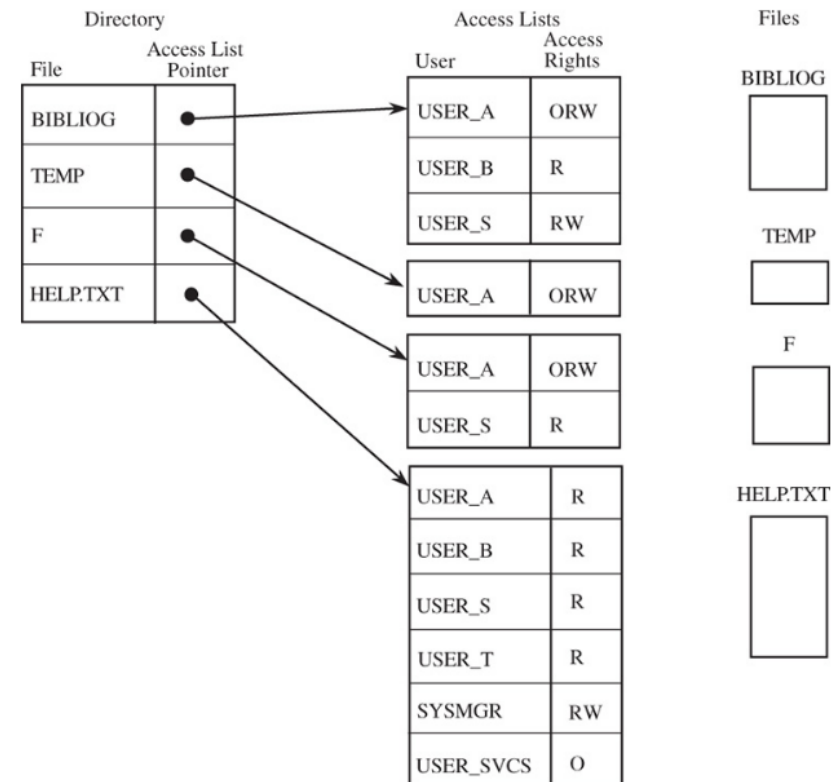 Directory
File
Access List
Pointer
BIBLIOG
TEMP
F
HELP.TXT
Access Lists
User
Access
Rights
USER_A ORW
USER_B R
USER_S RW
USER_A ORW
USER_A ORW
USER_S R
USER_A R
USER_B R
USER_S R
USER_T R
SYSMGR RW
USER_SVCS O
Files
BIBLIOG
TEMP
F
HELP.TXT